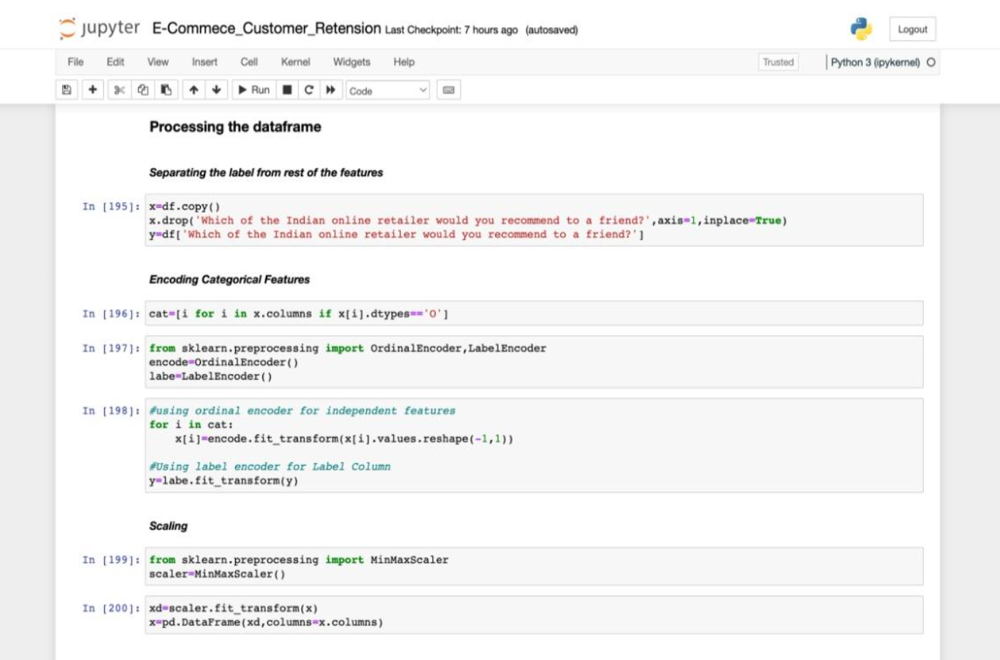 jupyter E-Commece_Customer_Retension Last Checkpoint: 7 hours ago (autosaved)
Logout
File Edit View Insert Cell Kernel Widgets Help
Trusted
Python 3 (ipykernel)
Run
Code
Processing the dataframe
Separating the label from rest of the features
In [195]: x=df.copy()
x.drop('Which of the Indian online retailer would you recommend to a friend?',axis=1,inplace=True)
y=df['Which of the Indian online retailer would you recommend to a friend?']
Encoding Categorical Features
In [196]: cat=[i for i in x.columns if x[i].dtypes=='O']
In [197]: from sklearn.preprocessing import OrdinalEncoder,LabelEncoder
encode=OrdinalEncoder()
labe=LabelEncoder()
In [198]: #using ordinal encoder for independent features
for i in cat:
    x[i]=encode.fit_transform(x[i].values.reshape(-1,1))
#Using label encoder for Label Column
y=labe.fit_transform(y)
Scaling
In [199]: from sklearn.preprocessing import MinMaxScaler
scaler=MinMaxScaler()
In [200]: xd=scaler.fit_transform(x)
x=pd.DataFrame(xd,columns=x.columns)